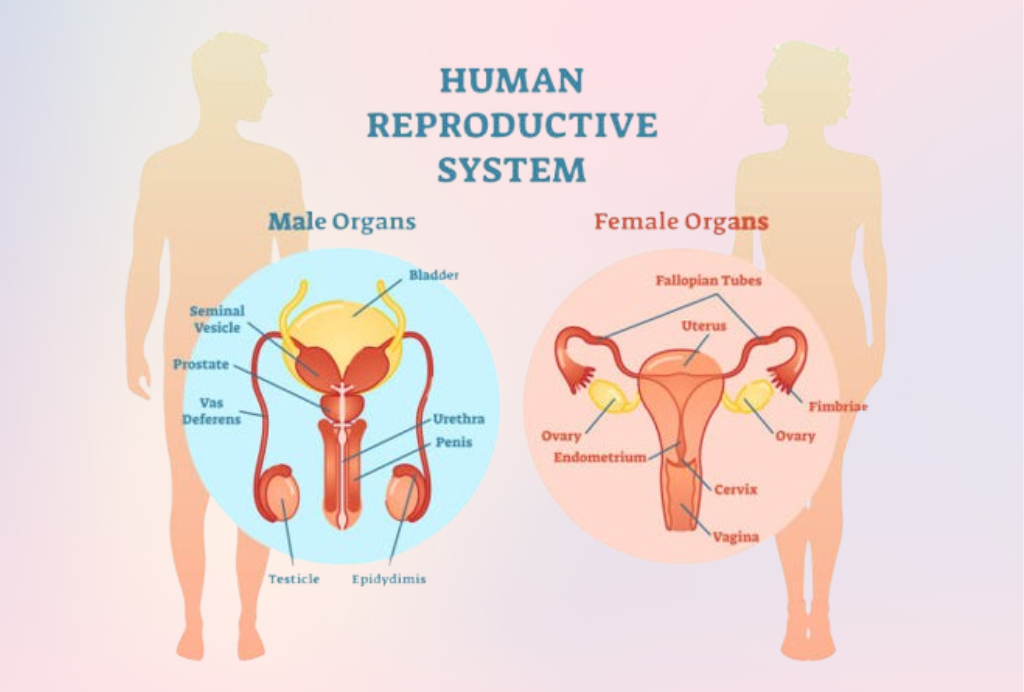 HUMAN
REPRODUCTIVE
SYSTEM
Male Organs
Bladder
Seminal
Vesicle
Prostate
Vas
Deferens
Urethra
Penis
Testicle
Epidydimis
Female Organs
Fallopian Tubes
Uterus
Fimbriae
Ovary
Ovary
Endometrium
Cervix
Vagina